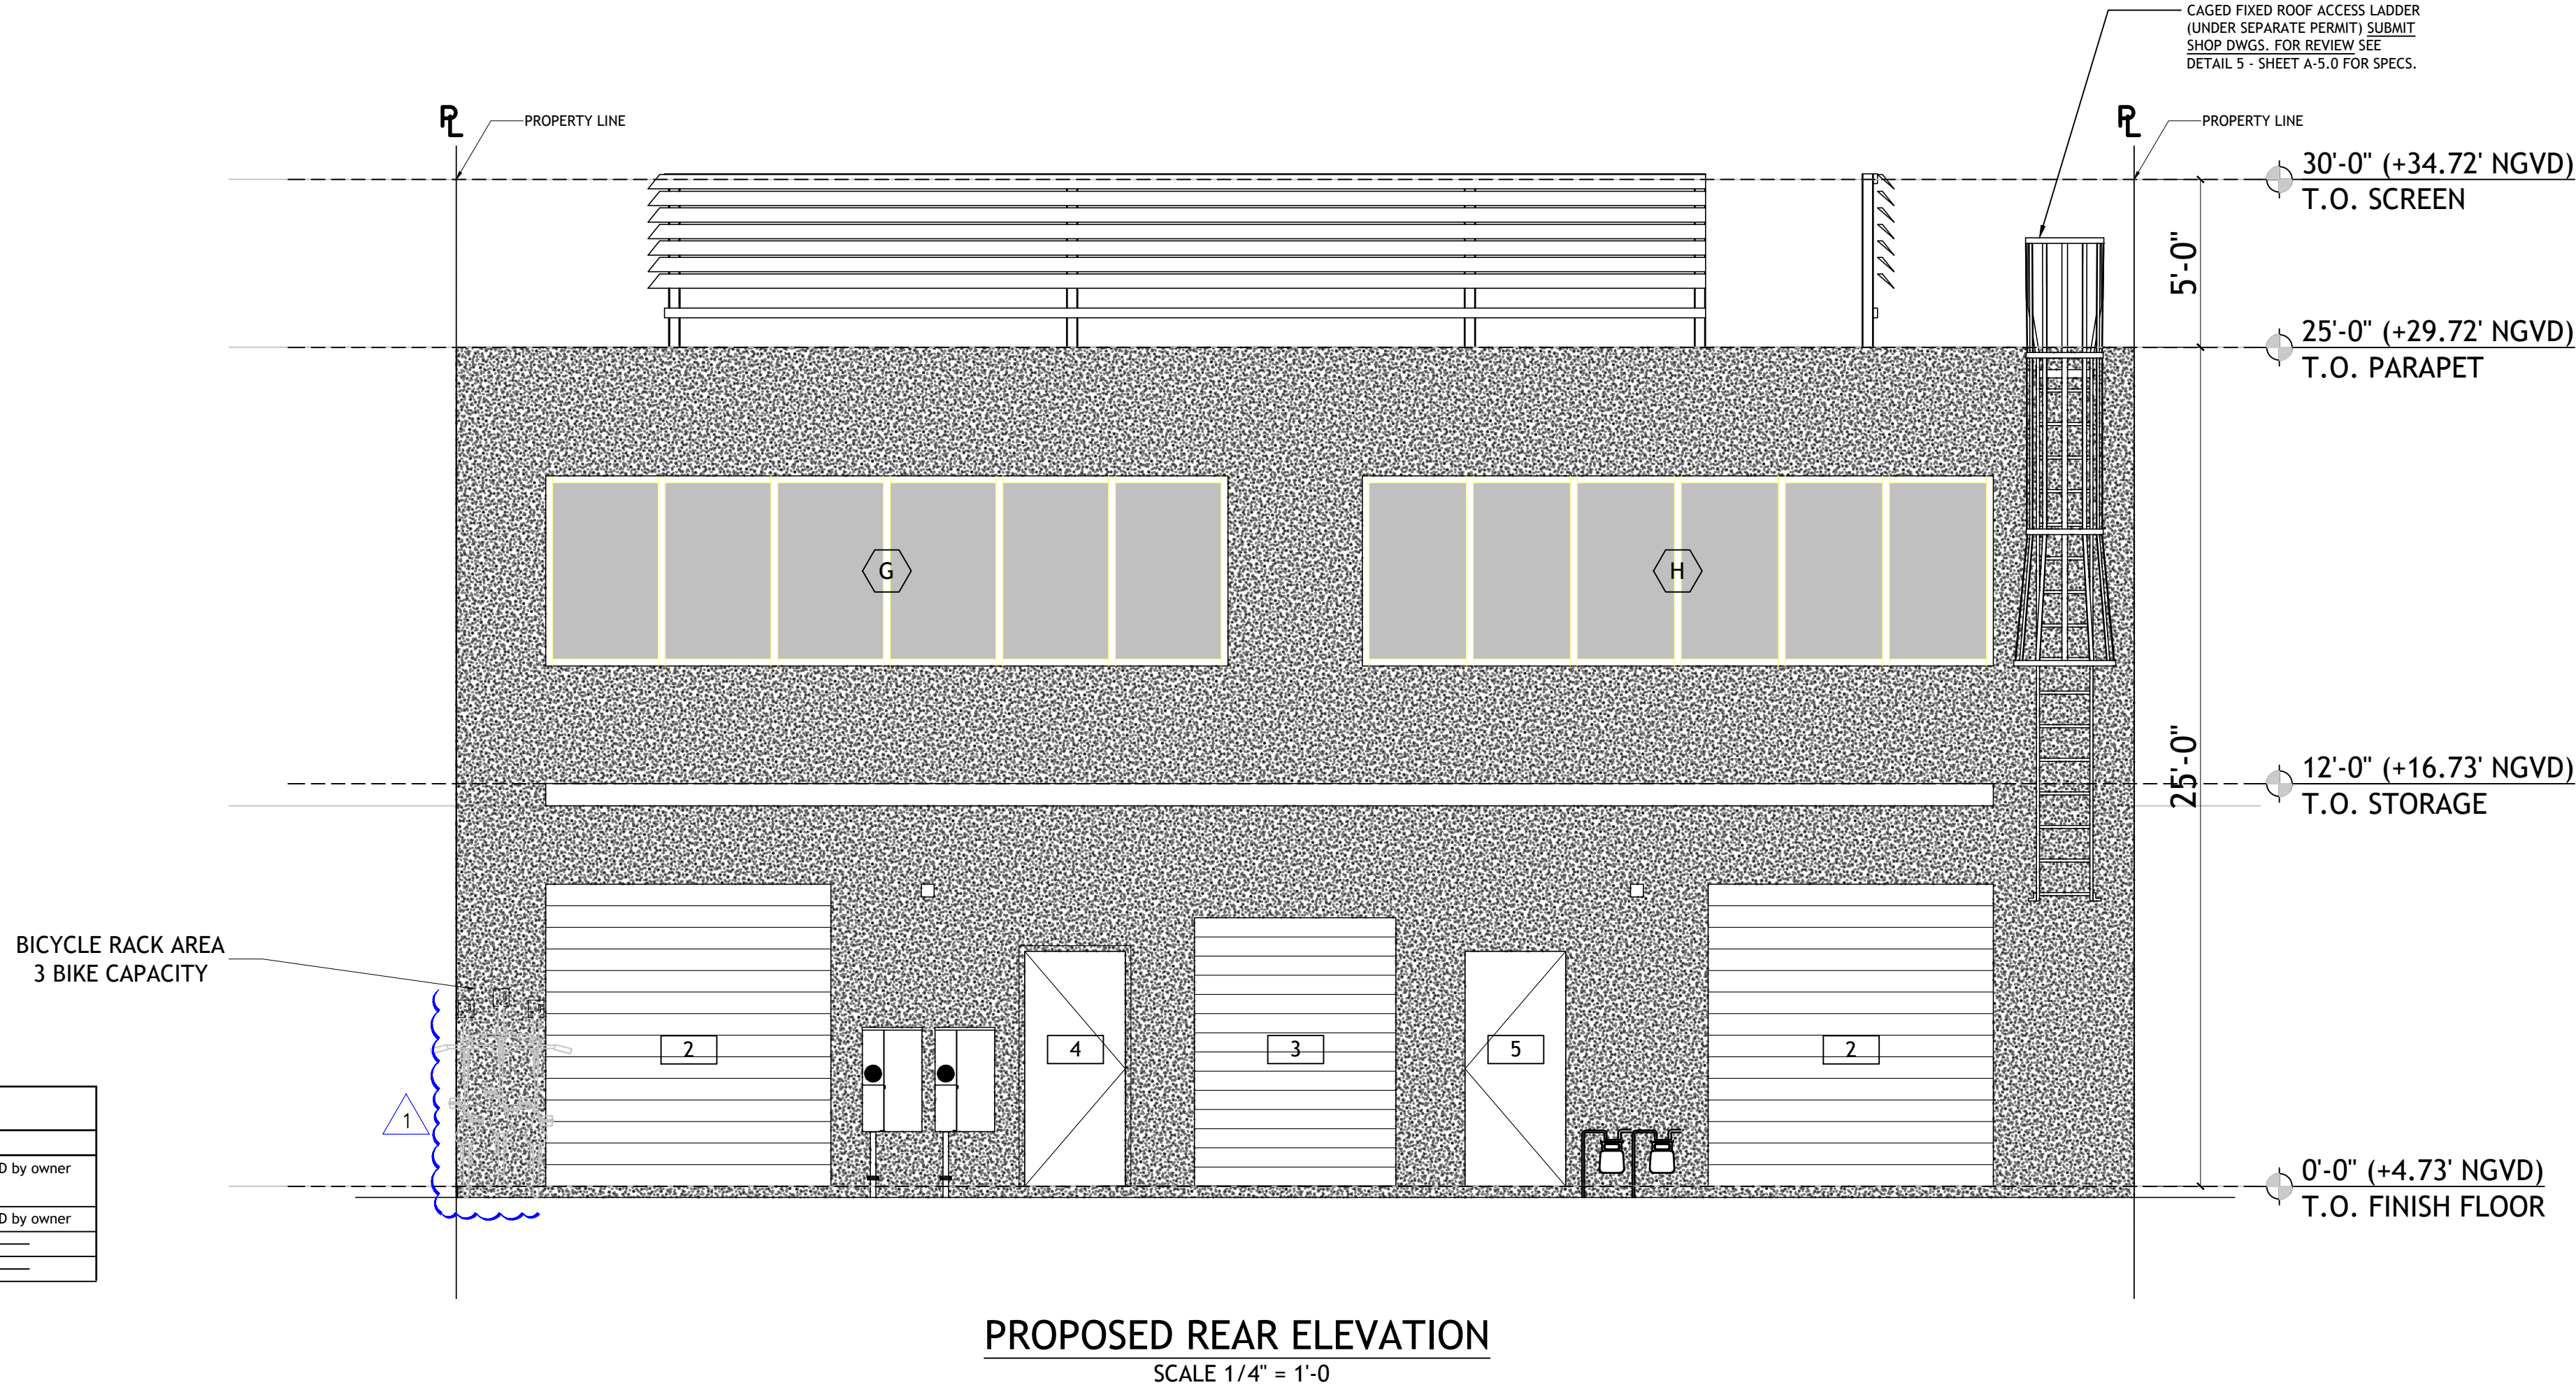 CAGED FIXED ROOF ACCESS LADDER
(UNDER SEPARATE PERMIT) SUBMIT
SHOP DWGS. FOR REVIEW SEE
DETAIL 5 - SHEET A-5.0 FOR SPECS.
PL
PROPERTY LINE
PL
PROPERTY LINE
30'-0" (+34.72' NGVD)
T.O. SCREEN
5'-0"
25'-0" (+29.72' NGVD)
T.O. PARAPET
G
H
25'-0"
12'-0" (+16.73' NGVD)
T.O. STORAGE
BICYCLE RACK AREA
3 BIKE CAPACITY
2
4
3
5
2
1
D by owner
D by owner
0'-0" (+4.73' NGVD)
T.O. FINISH FLOOR
PROPOSED REAR ELEVATION
SCALE 1/4" = 1'-0